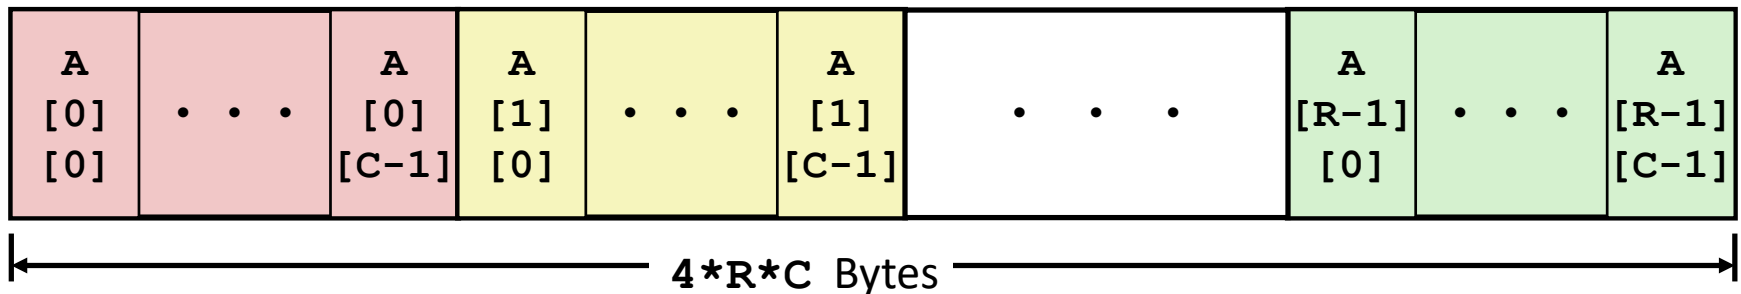 A A A A A A
[0] • • • [0] [1] • • • [1] • • • [R-1] • • • [R-1]
[0] [C-1] [0] [C-1] [0] [C-1]
4*R*C Bytes